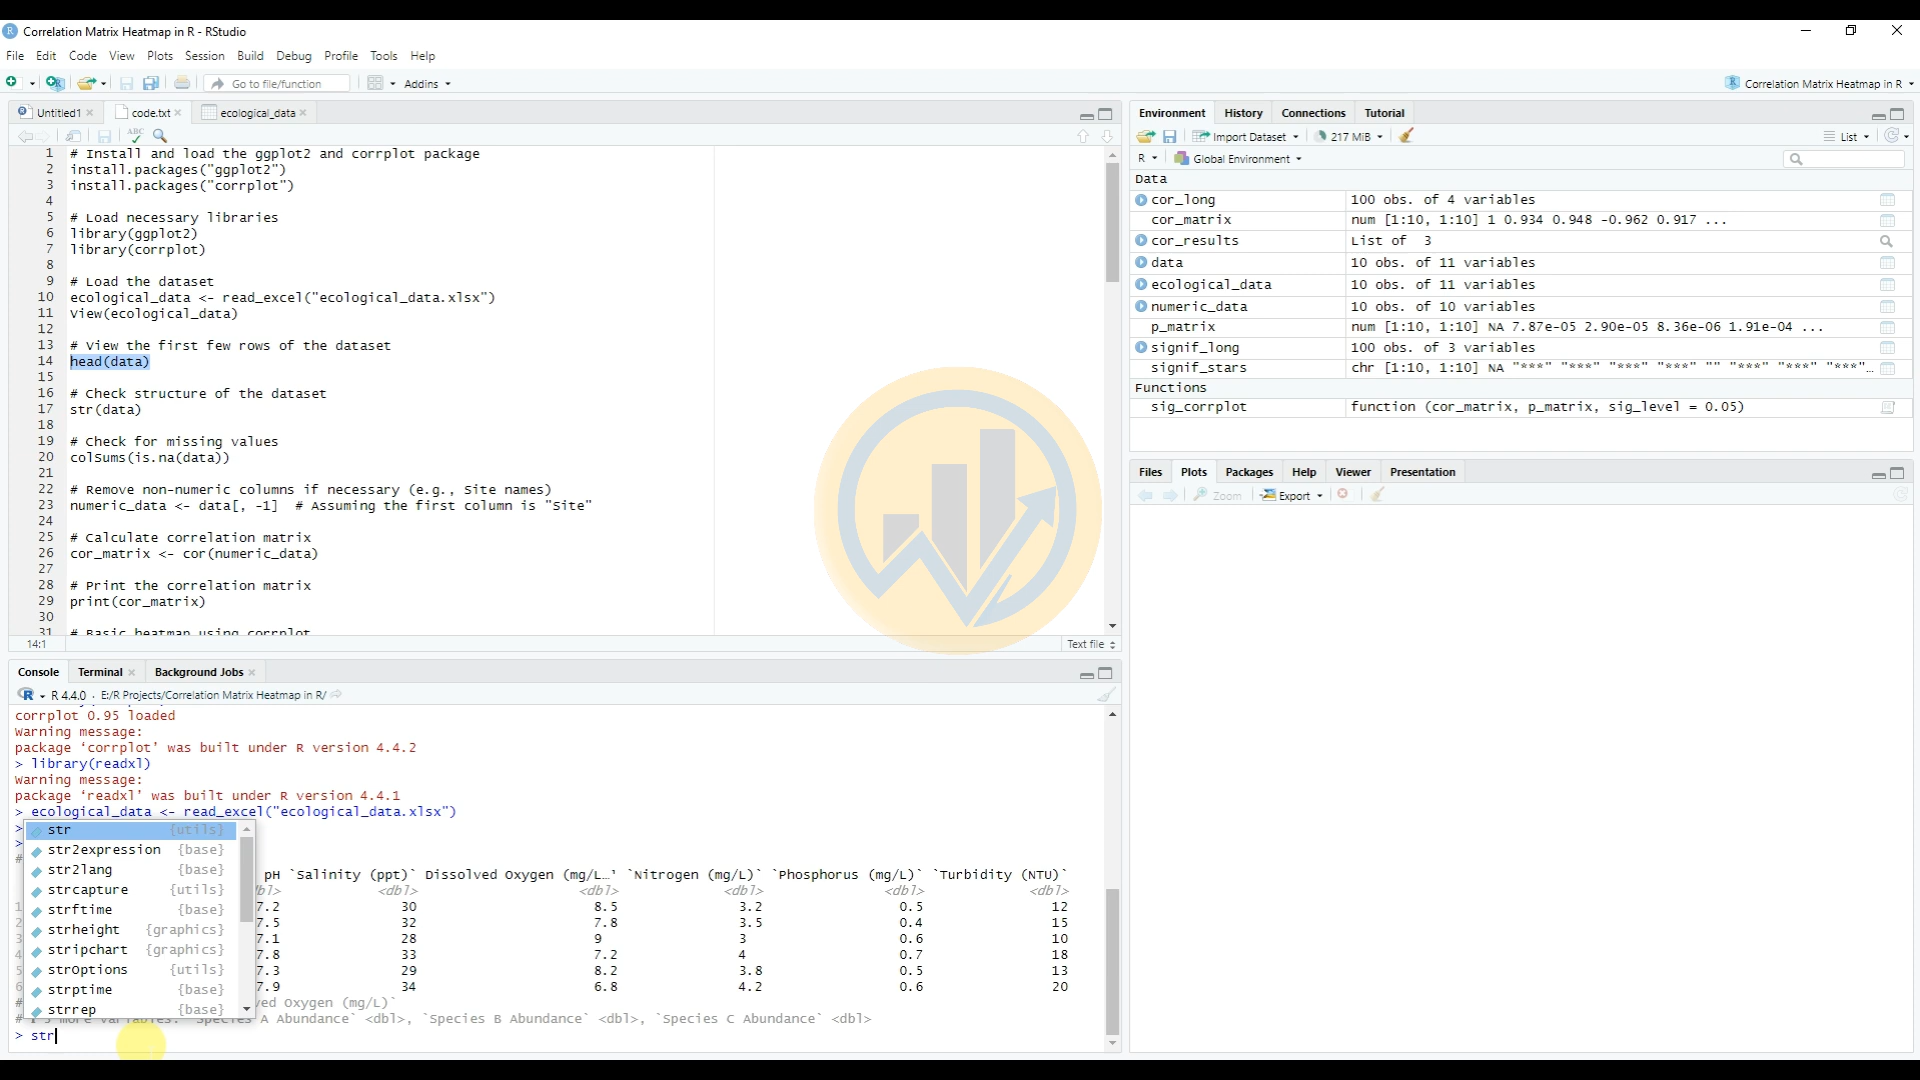 Correlation Matrix Heatmap in R - RStudio
File Edit Code View Plots Session Build Debug Profile Tools Help
Go to file/function Addins Correlation Matrix Heatmap in R
Untitled1 code.txt ecological_data
ABC
1 # Install and load the ggplot2 and corrplot package
2 install.packages("ggplot2")
3 install.packages("corrplot")
4
5 # Load necessary libraries
6 library(ggplot2)
7 library(corrplot)
8
9 # Load the dataset
10 ecological_data <- read_excel("ecological_data.xlsx")
11 View(ecological_data)
12
13 # View the first few rows of the dataset
14 head(data)
15
16 # Check structure of the dataset
17 str(data)
18
19 # Check for missing values
20 colSums(is.na(data))
21
22 # Remove non-numeric columns if necessary (e.g., Site names)
23 numeric_data <- data[, -1]  # Assuming the first column is "Site"
24
25 # Calculate correlation matrix
26 cor_matrix <- cor(numeric_data)
27
28 # Print the correlation matrix
29 print(cor_matrix)
30
31 # Basic heatmap using corrplot
14:1 Text file
Console Terminal Background Jobs
R 4.4.0 · E:/R Projects/Correlation Matrix Heatmap in R/
corrplot 0.95 loaded
Warning message:
package ‘corrplot’ was built under R version 4.4.2
> library(readxl)
Warning message:
package ‘readxl’ was built under R version 4.4.1
> ecological_data <- read_excel("ecological_data.xlsx")
>
>
#
pH `Salinity (ppt)` Dissolved Oxygen (mg/L…¹ `Nitrogen (mg/L)` `Phosphorus (mg/L)` `Turbidity (NTU)`
<dbl> <dbl> <dbl> <dbl> <dbl>
7.2 30 8.5 3.2 0.5 12
7.5 32 7.8 3.5 0.4 15
7.1 28 9 3 0.6 10
7.8 33 7.2 4 0.7 18
7.3 29 8.2 3.8 0.5 13
7.9 34 6.8 4.2 0.6 20
ved Oxygen (mg/L)`
# ℹ 3 more variables: `Species A Abundance` <dbl>, `Species B Abundance` <dbl>, `Species C Abundance` <dbl>
> str
str {utils}
str2expression {base}
str2lang {base}
strcapture {utils}
strftime {base}
strheight {graphics}
stripchart {graphics}
strOptions {utils}
strptime {base}
strrep {base}
Environment History Connections Tutorial
Import Dataset 217 MiB List
R Global Environment
Data
cor_long 100 obs. of 4 variables
cor_matrix num [1:10, 1:10] 1 0.934 0.948 -0.962 0.917 ...
cor_results List of 3
data 10 obs. of 11 variables
ecological_data 10 obs. of 11 variables
numeric_data 10 obs. of 10 variables
p_matrix num [1:10, 1:10] NA 7.87e-05 2.90e-05 8.36e-06 1.91e-04 ...
signif_long 100 obs. of 3 variables
signif_stars chr [1:10, 1:10] NA "***" "***" "***" "***" "" "***" "***" "***"…
Functions
sig_corrplot function (cor_matrix, p_matrix, sig_level = 0.05)
Files Plots Packages Help Viewer Presentation
Zoom Export